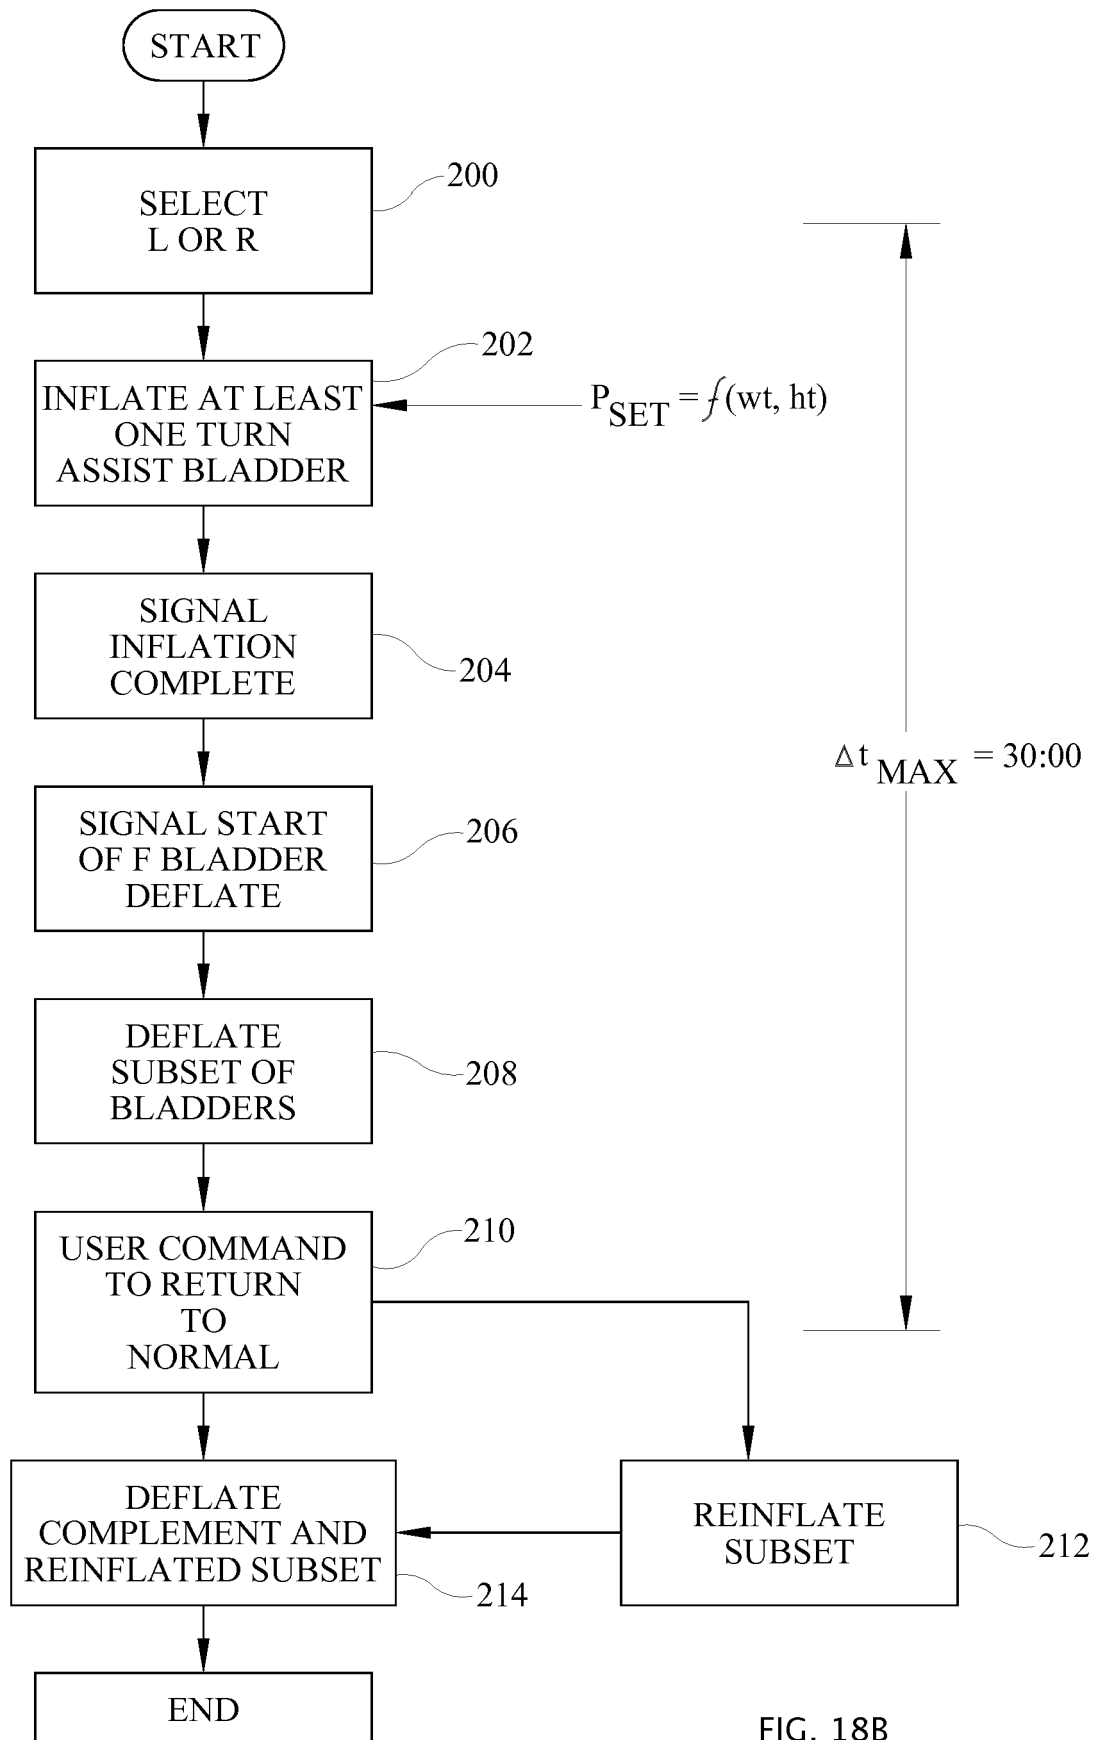 START
SELECT
L OR R
200
INFLATE AT LEAST
ONE TURN
ASSIST BLADDER
202
P SET = f (wt, ht)
SIGNAL
INFLATION
COMPLETE
204
Δt MAX = 30:00
SIGNAL START
OF F BLADDER
DEFLATE
206
DEFLATE
SUBSET OF
BLADDERS
208
USER COMMAND
TO RETURN
TO
NORMAL
210
DEFLATE
COMPLEMENT AND
REINFLATED SUBSET
214
REINFLATE
SUBSET
212
END
FIG. 18B